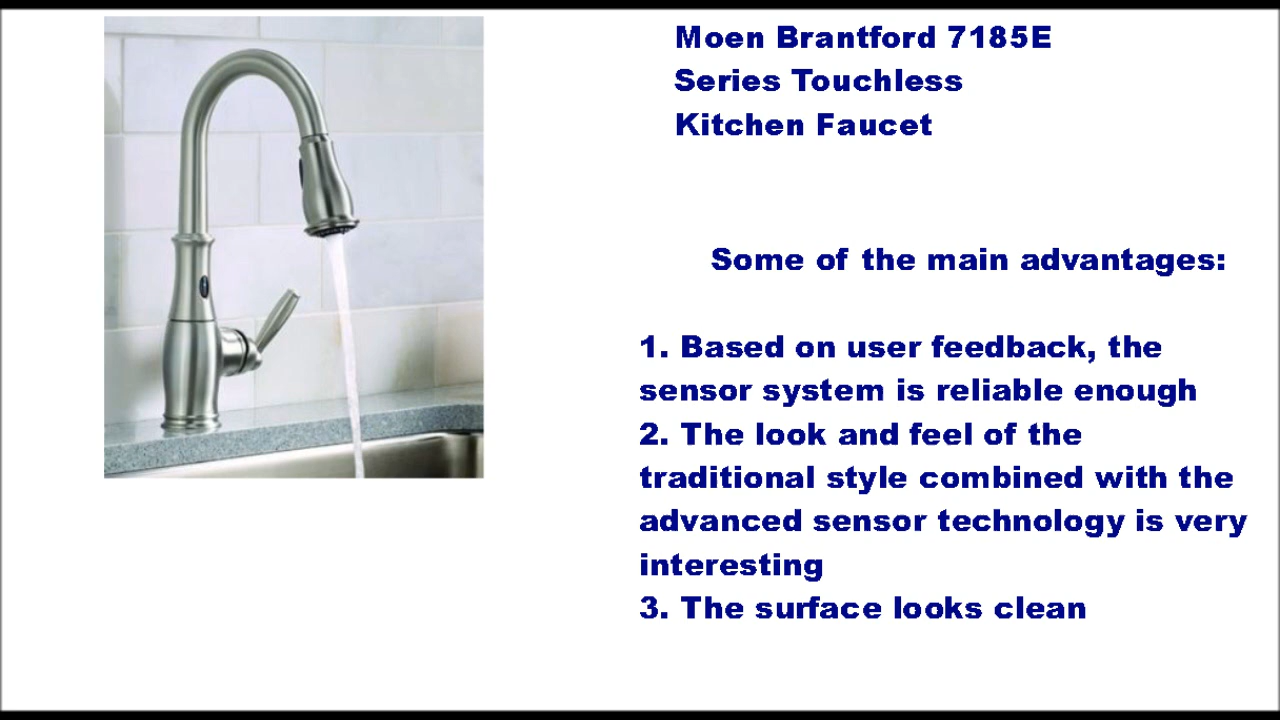 Moen Brantford 7185E
Series Touchless
Kitchen Faucet
Some of the main advantages:
1. Based on user feedback, the
sensor system is reliable enough
2. The look and feel of the
traditional style combined with the
advanced sensor technology is very
interesting
3. The surface looks clean